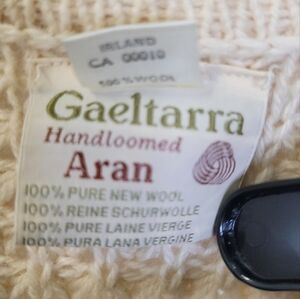 IRELAND
CA 00010
100% WOOL
Gaeltarra
Handloomed
Aran
100% PURE NEW WOOL
100% REINE SCHURWOLLE
100% PURE LAINE VIERGE
100% PURA LANA VERGINE